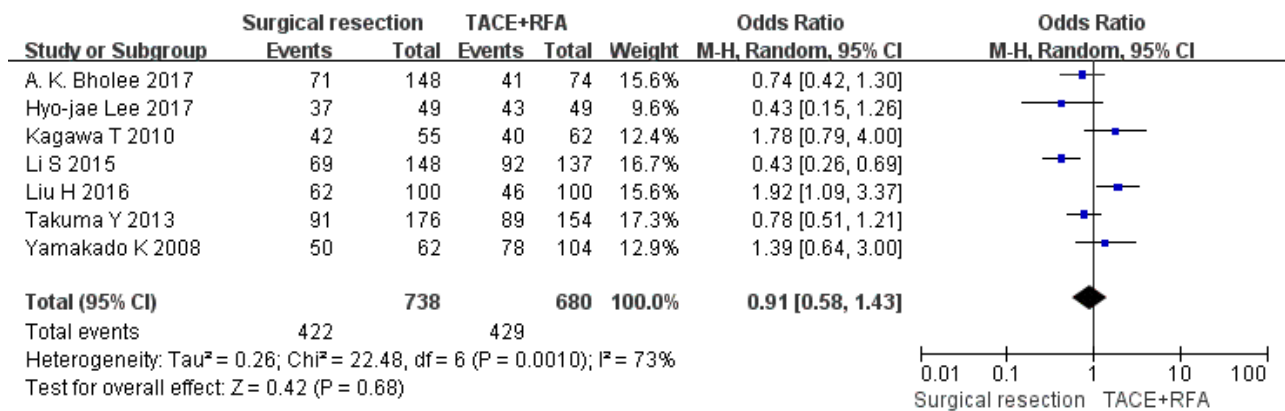 Surgical resection TACE+RFA Odds Ratio Odds Ratio
Study or Subgroup Events Total Events Total Weight M-H, Random, 95% CI M-H, Random, 95% CI
A. K. Bholee 2017 71 148 41 74 15.6% 0.74 [0.42, 1.30]
Hyo-jae Lee 2017 37 49 43 49 9.6% 0.43 [0.15, 1.26]
Kagawa T 2010 42 55 40 62 12.4% 1.78 [0.79, 4.00]
Li S 2015 69 148 92 137 16.7% 0.43 [0.26, 0.69]
Liu H 2016 62 100 46 100 15.6% 1.92 [1.09, 3.37]
Takuma Y 2013 91 176 89 154 17.3% 0.78 [0.51, 1.21]
Yamakado K 2008 50 62 78 104 12.9% 1.39 [0.64, 3.00]
Total (95% CI) 738 680 100.0% 0.91 [0.58, 1.43]
Total events 422 429
Heterogeneity: Tau² = 0.26; Chi² = 22.48, df = 6 (P = 0.0010); I² = 73%
Test for overall effect: Z = 0.42 (P = 0.68)
0.01 0.1 1 10 100
Surgical resection TACE+RFA